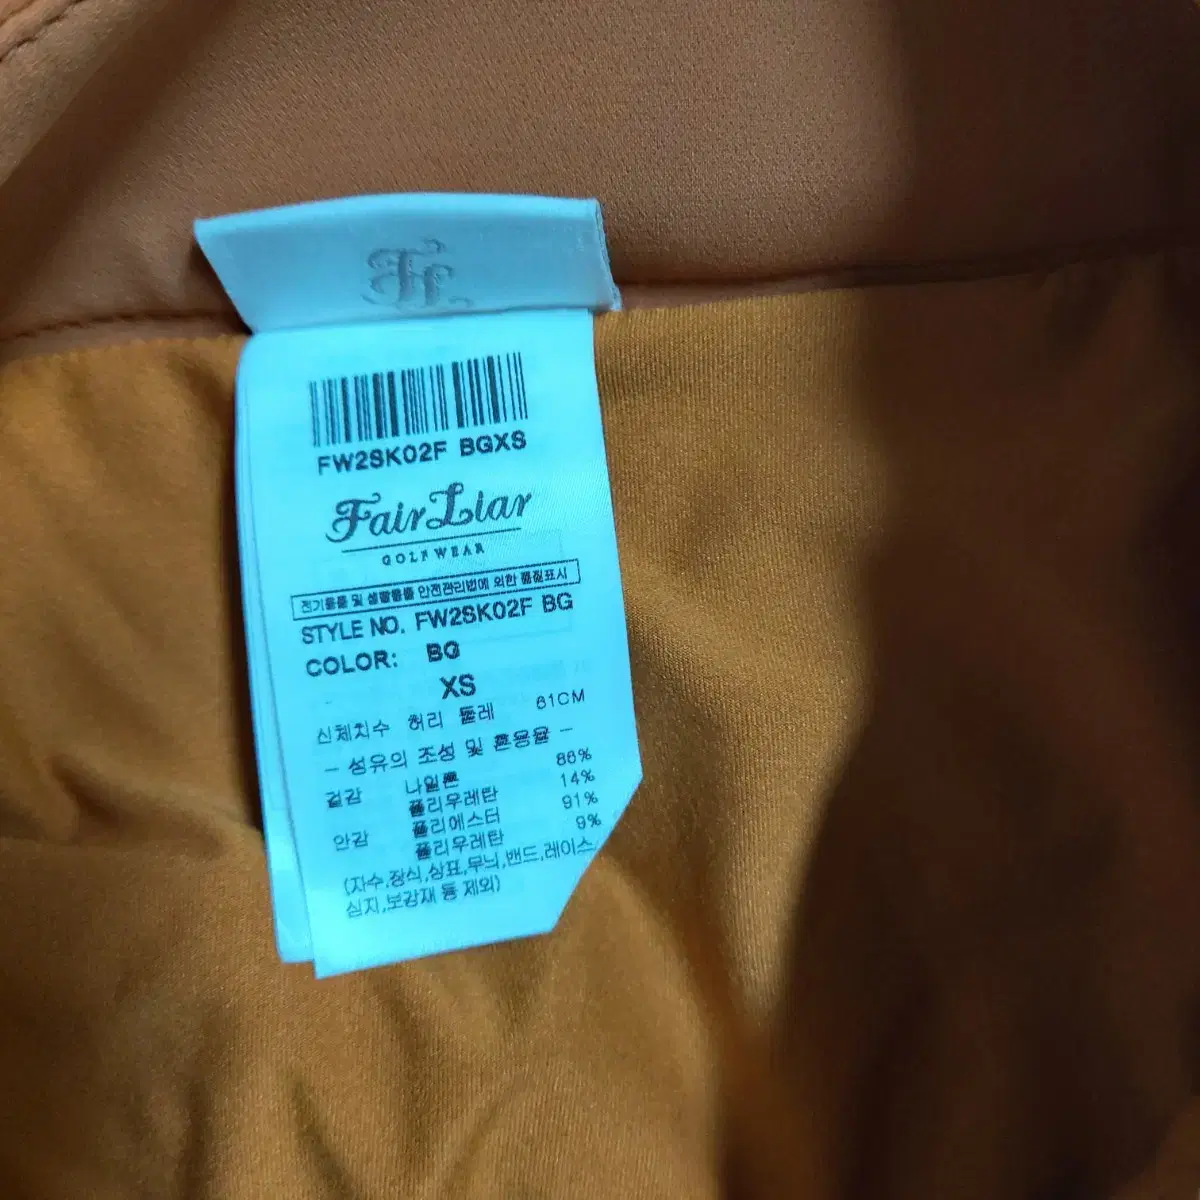 FH
FW2SK02F BGXS
Fair Liar
GOLF WEAR
전기용품 및 생활용품 안전관리법에 의한 품질표시
STYLE NO. FW2SK02F BG
COLOR: BG
XS
신체치수 허리 둘레 61CM
- 섬유의 조성 및 혼용율 -
겉감 나일론 86%
폴리우레탄 14%
안감 폴리에스터 91%
폴리우레탄 9%
(자수,장식,상표,무늬,밴드,레이스
심지,보강재 등 제외)